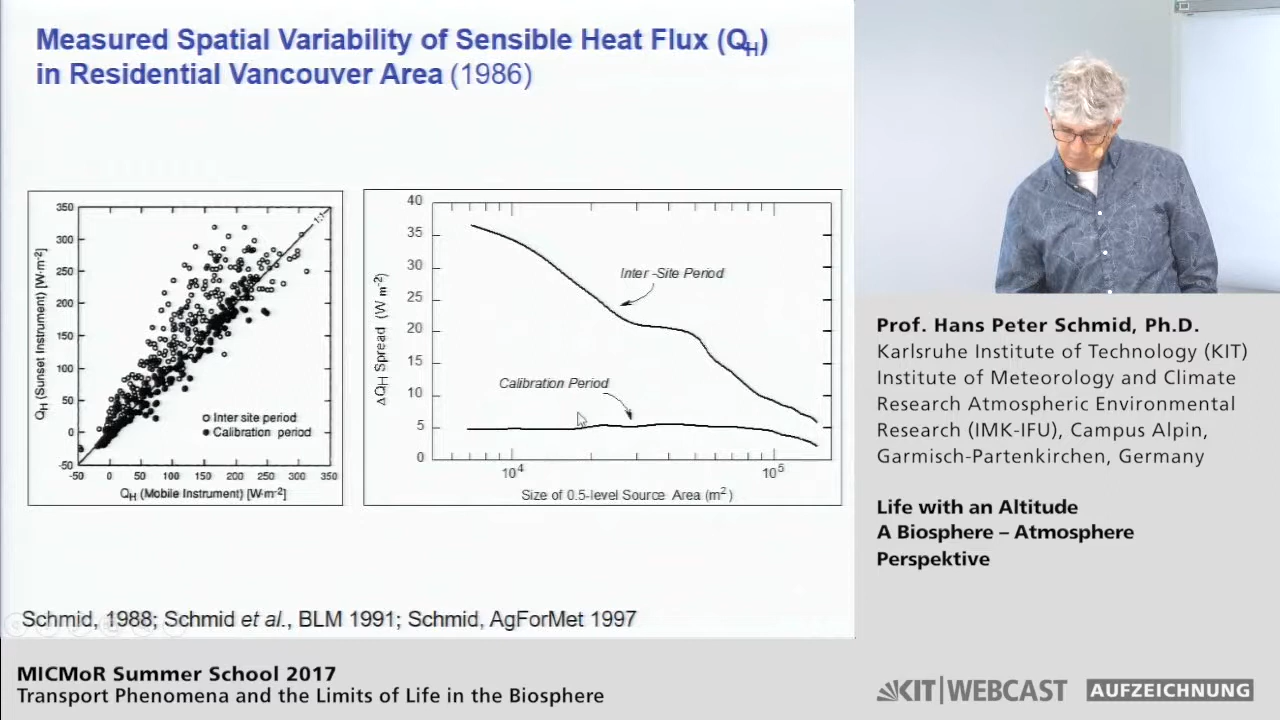 Measured Spatial Variability of Sensible Heat Flux (QH)
in Residential Vancouver Area (1986)
350
300
250
200
150
100
50
0
-50
-50 0 50 100 150 200 250 300 350
1:1
QH (Sunset Instrument) [W·m-2]
Inter site period
Calibration period
QH (Mobile Instrument) [W·m-2]
40
35
30
25
20
15
10
5
0
ΔQH Spread (W m-2)
Inter -Site Period
Calibration Period
10⁴ 10⁵
Size of 0.5-level Source Area (m²)
Schmid, 1988; Schmid et al., BLM 1991; Schmid, AgForMet 1997
Prof. Hans Peter Schmid, Ph.D.
Karlsruhe Institute of Technology (KIT)
Institute of Meteorology and Climate
Research Atmospheric Environmental
Research (IMK-IFU), Campus Alpin,
Garmisch-Partenkirchen, Germany
Life with an Altitude
A Biosphere – Atmosphere
Perspektive
MICMoR Summer School 2017
Transport Phenomena and the Limits of Life in the Biosphere
KIT|WEBCAST AUFZEICHNUNG